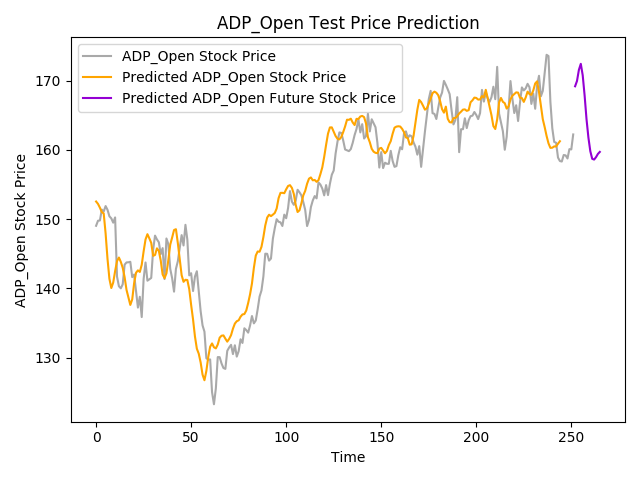 ADP_Open Test Price Prediction
ADP_Open Stock Price
Predicted ADP_Open Stock Price
Predicted ADP_Open Future Stock Price
ADP_Open Stock Price
170
160
150
140
130
0 50 100 150 200 250
Time